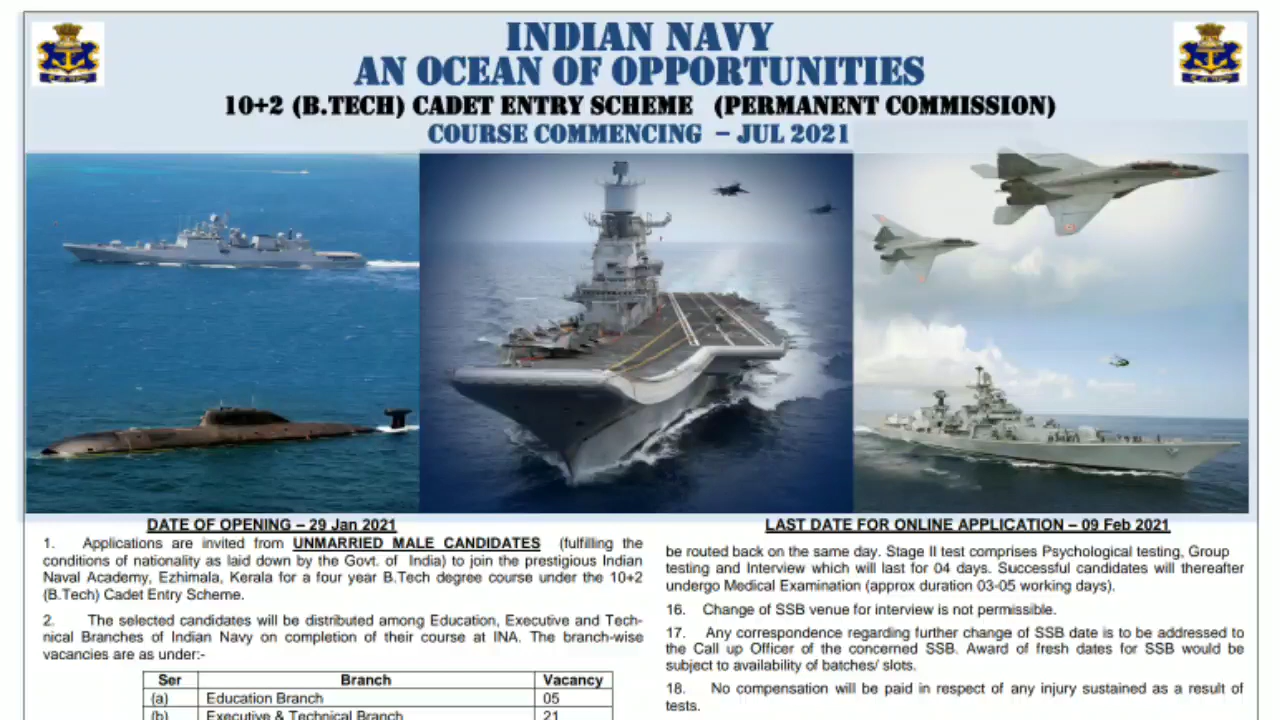 INDIAN NAVY
AN OCEAN OF OPPORTUNITIES
10+2 (B.TECH) CADET ENTRY SCHEME (PERMANENT COMMISSION)
COURSE COMMENCING – JUL 2021
DATE OF OPENING – 29 Jan 2021
1. Applications are invited from UNMARRIED MALE CANDIDATES (fulfilling the
conditions of nationality as laid down by the Govt. of India) to join the prestigious Indian
Naval Academy, Ezhimala, Kerala for a four year B.Tech degree course under the 10+2
(B.Tech) Cadet Entry Scheme.
2. The selected candidates will be distributed among Education, Executive and Tech-
nical Branches of Indian Navy on completion of their course at INA. The branch-wise
vacancies are as under:-
Ser Branch Vacancy
(a) Education Branch 05
(b) Executive & Technical Branch 21
LAST DATE FOR ONLINE APPLICATION – 09 Feb 2021
be routed back on the same day. Stage II test comprises Psychological testing, Group
testing and Interview which will last for 04 days. Successful candidates will thereafter
undergo Medical Examination (approx duration 03-05 working days).
16. Change of SSB venue for interview is not permissible.
17. Any correspondence regarding further change of SSB date is to be addressed to
the Call up Officer of the concerned SSB. Award of fresh dates for SSB would be
subject to availability of batches/ slots.
18. No compensation will be paid in respect of any injury sustained as a result of
tests.